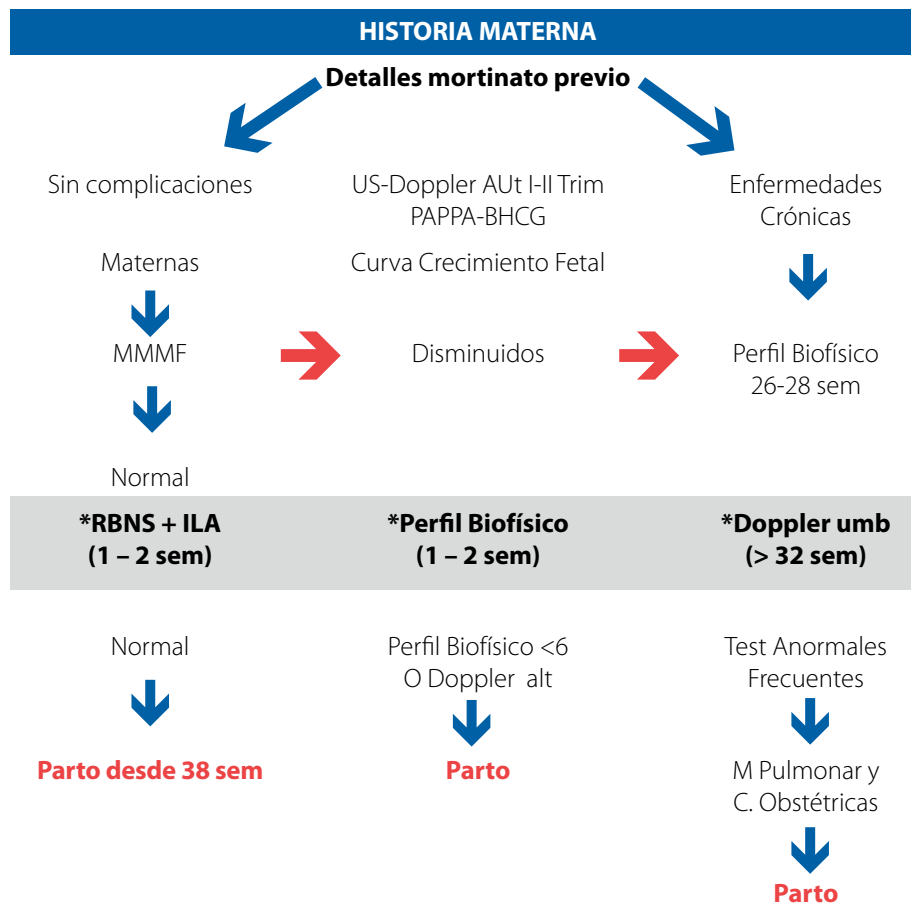 HISTORIA MATERNA
Detalles mortinato previo
Sin complicaciones
US-Doppler AUt I-II Trim
PAPPA-BHCG
Enfermedades
Crónicas
Maternas
Curva Crecimiento Fetal
MMMF
Disminuidos
Perfil Biofísico
26-28 sem
Normal
*RBNS + ILA
(1 – 2 sem)
*Perfil Biofísico
(1 – 2 sem)
*Doppler umb
(> 32 sem)
Normal
Perfil Biofísico <6
O Doppler alt
Test Anormales
Frecuentes
Parto desde 38 sem
Parto
M Pulmonar y
C. Obstétricas
Parto